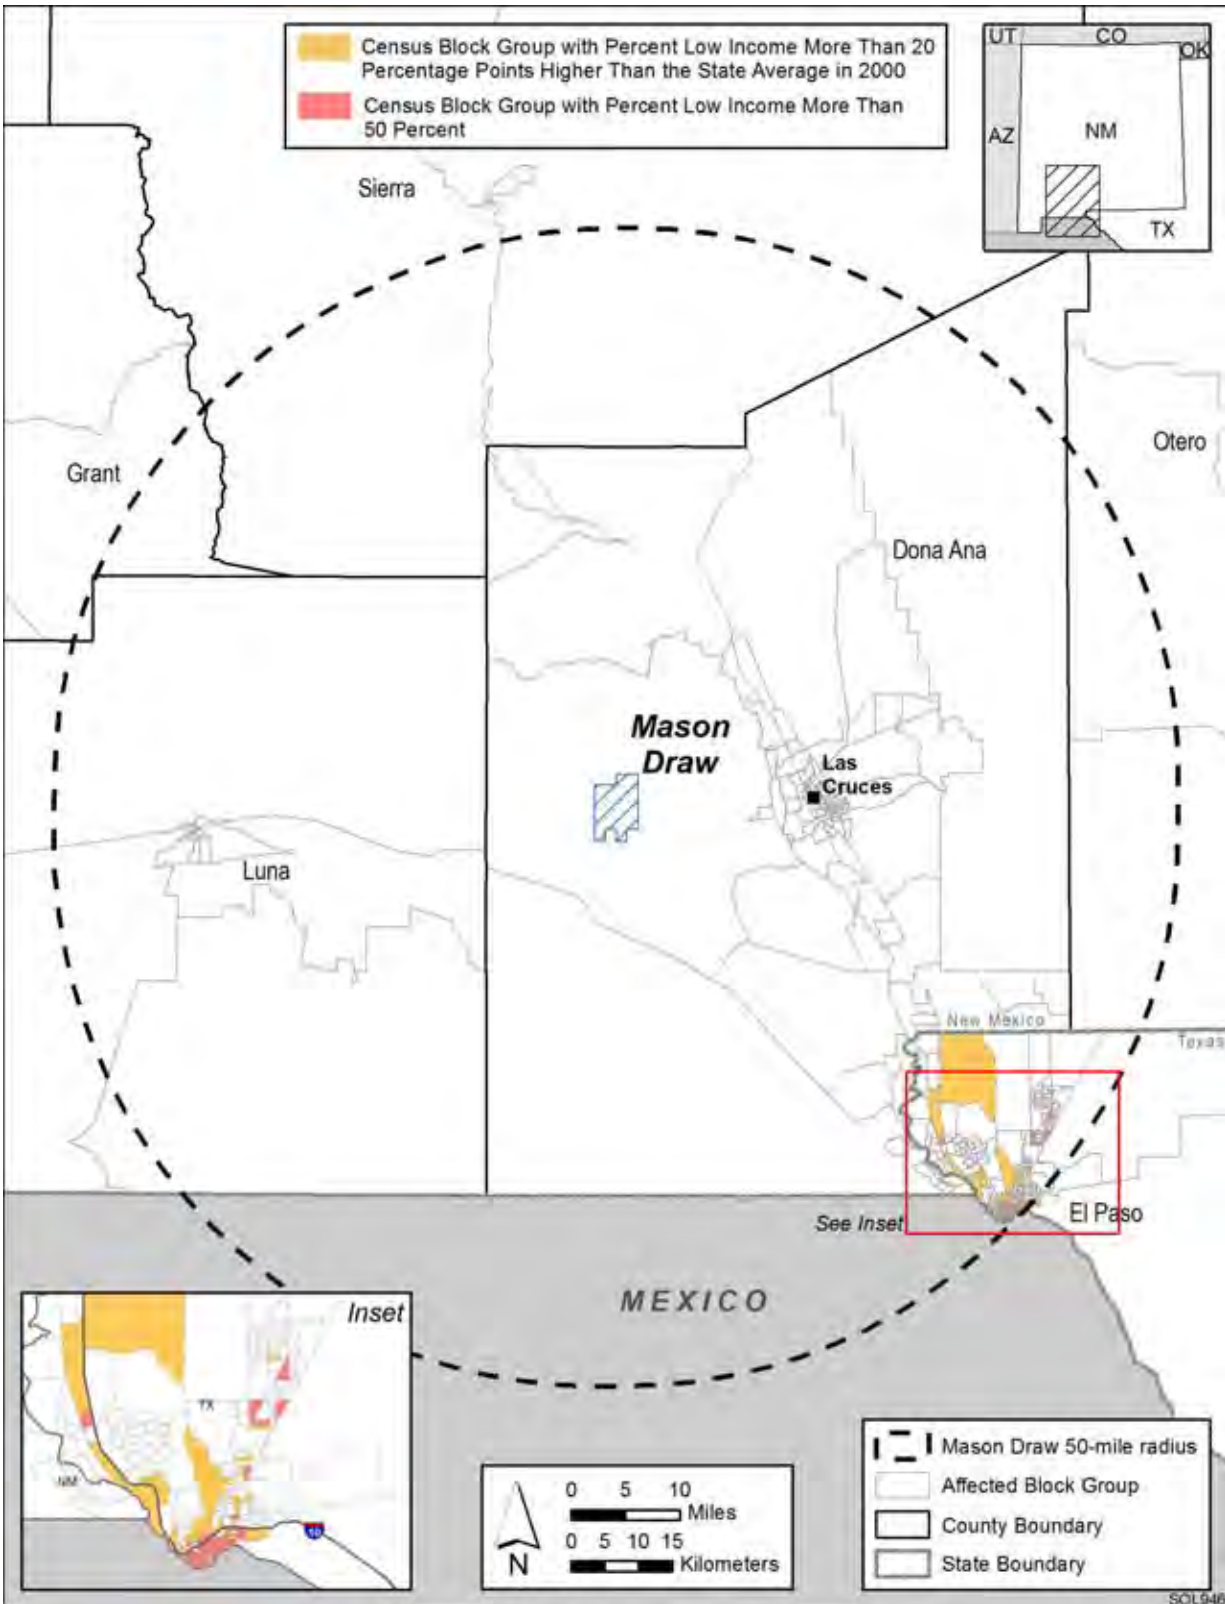 Census Block Group with Percent Low Income More Than 20
Percentage Points Higher Than the State Average in 2000
Census Block Group with Percent Low Income More Than
50 Percent
UT
CO
OK
AZ
NM
TX
Sierra
Grant
Otero
Dona Ana
Mason
Draw
Las
Cruces
Luna
New Mexico
Texas
See Inset
El Paso
MEXICO
Inset
TX
NM
10
0 5 10
Miles
0 5 10 15
Kilometers
N
Mason Draw 50-mile radius
Affected Block Group
County Boundary
State Boundary
SOL946